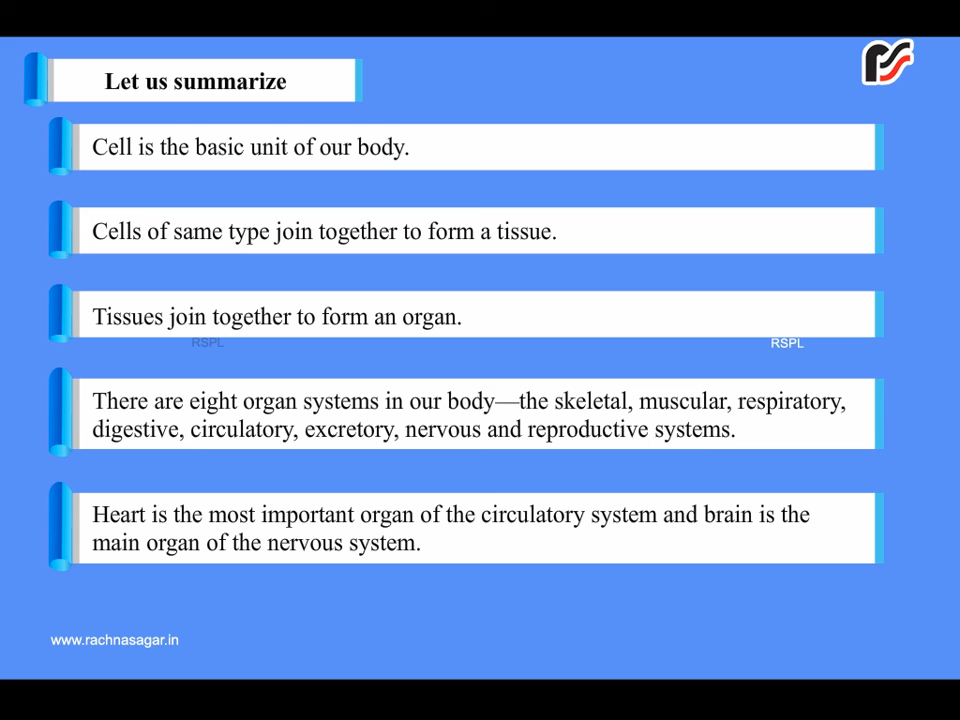 Let us summarize
Cell is the basic unit of our body.
Cells of same type join together to form a tissue.
Tissues join together to form an organ.
RSPL
RSPL
There are eight organ systems in our body—the skeletal, muscular, respiratory,
digestive, circulatory, excretory, nervous and reproductive systems.
Heart is the most important organ of the circulatory system and brain is the
main organ of the nervous system.
www.rachnasagar.in